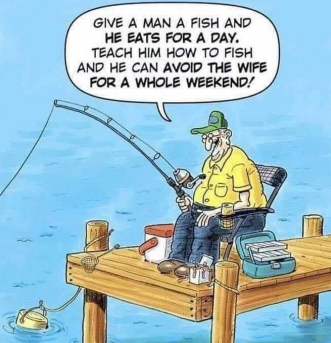 GIVE A MAN A FISH AND
HE EATS FOR A DAY.
TEACH HIM HOW TO FISH
AND HE CAN AVOID THE WIFE
FOR A WHOLE WEEKEND!